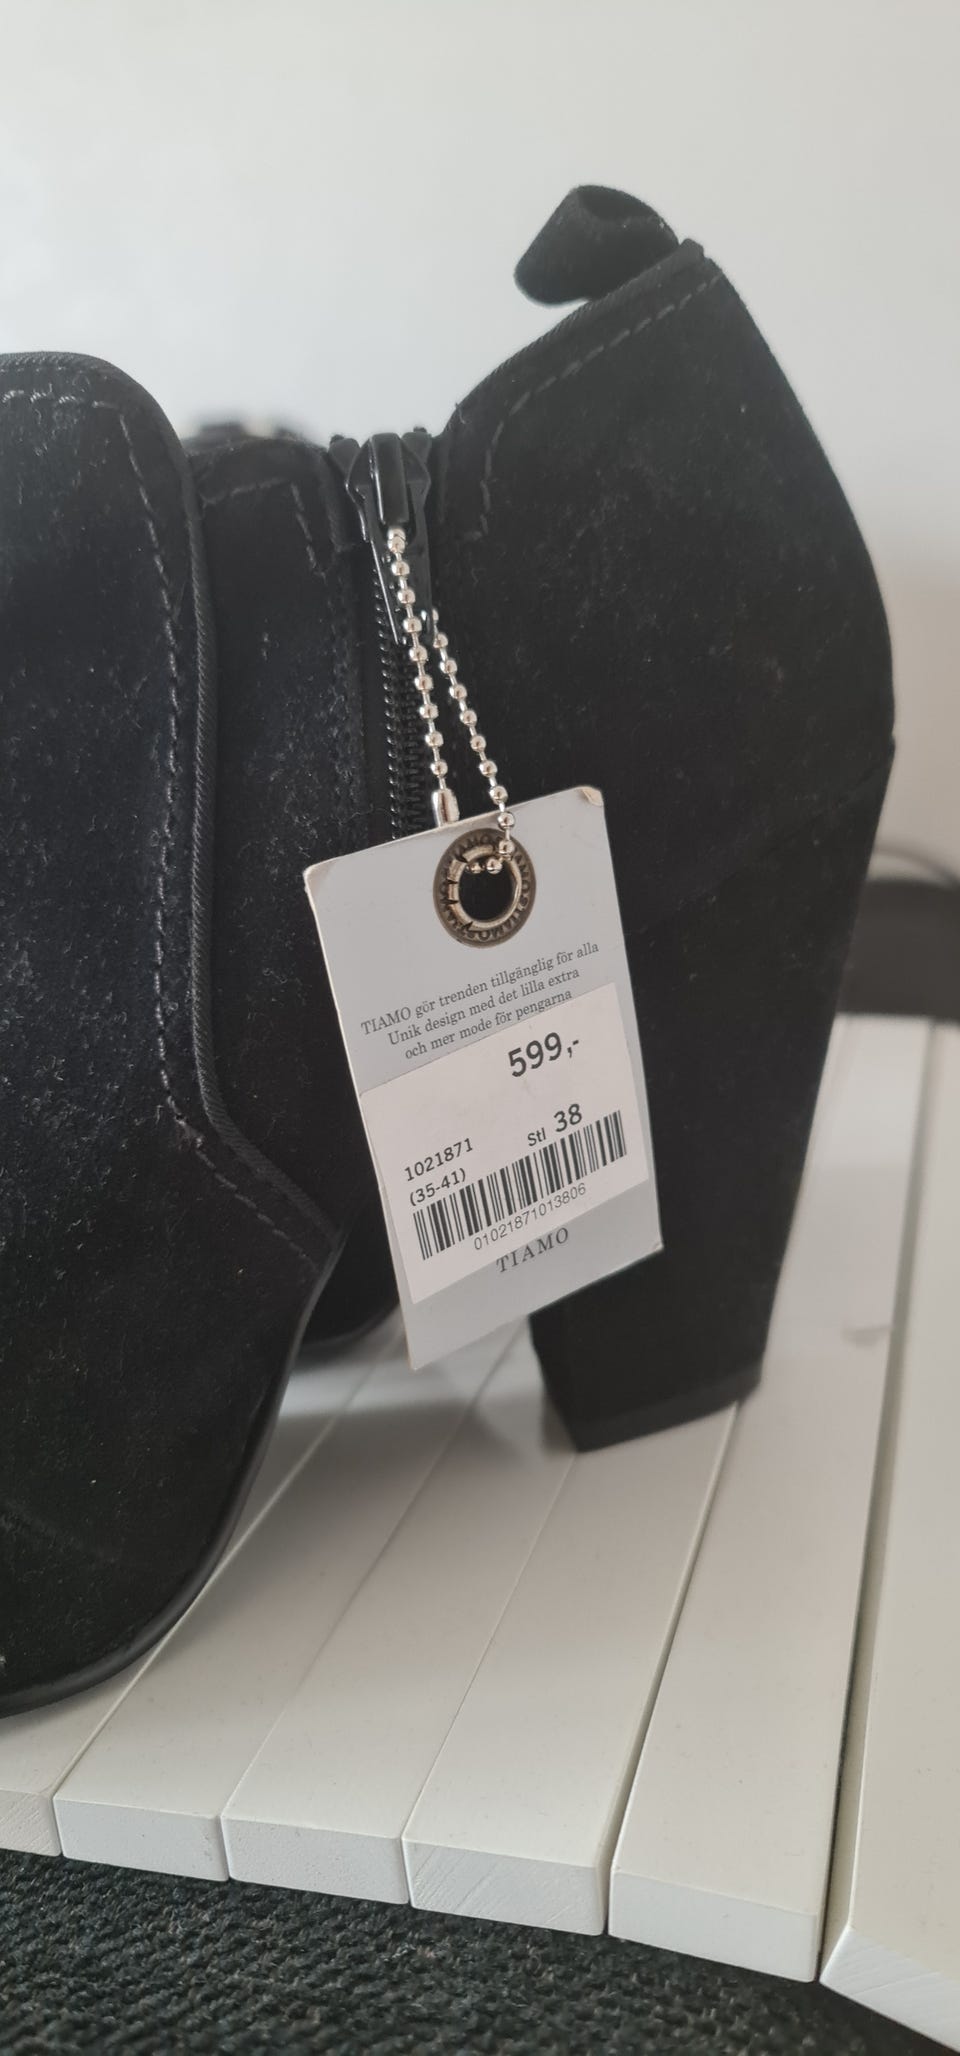 TIAMO gör trenden tillgänglig för alla
Unik design med det lilla extra
och mer mode för pengarna
599,-
1021871 Stl 38
(35-41)
01021871013806
TIAMO